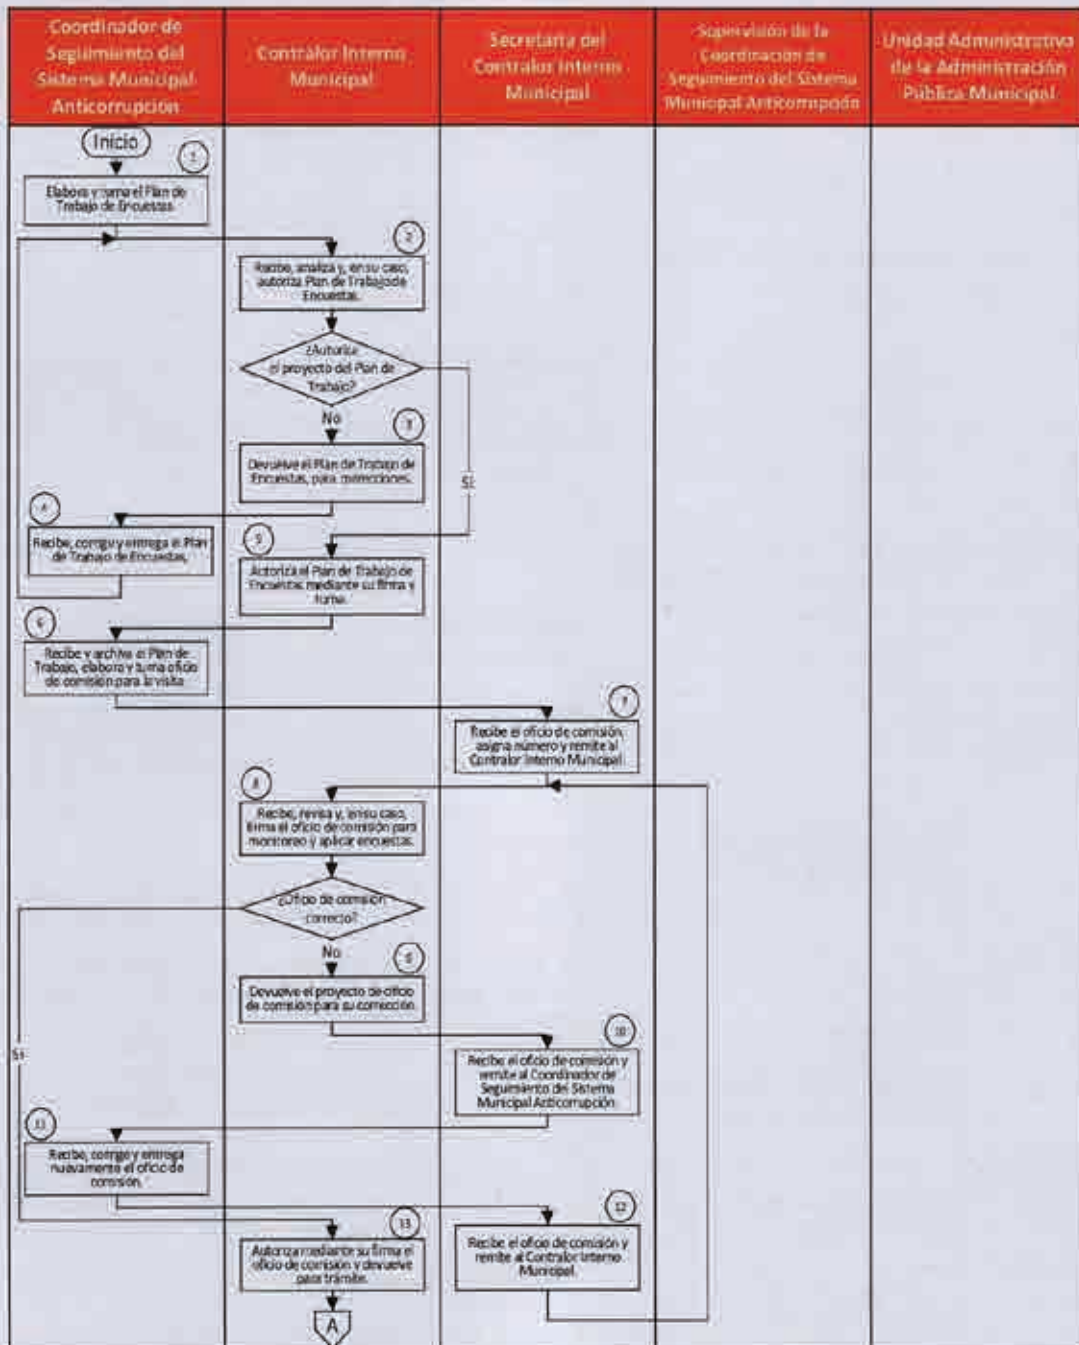 Coordinador de
Seguimiento del
Sistema Municipal
Anticorrupción
Contralor Interno
Municipal
Secretaria del
Contralor Interno
Municipal
Supervisión de la
Coordinación de
Seguimiento del Sistema
Municipal Anticorrupción
Unidad Administrativa
de la Administración
Pública Municipal
Inicio
1
Elabora y turna el Plan de
Trabajo de Encuestas.
2
Recibe, analiza y, en su caso,
autoriza Plan de Trabajo de
Encuestas.
¿Autoriza
el proyecto del Plan de
Trabajo?
No
Si
3
Devuelve el Plan de Trabajo de
Encuestas, para correcciones.
4
Recibe, corrige y entrega el Plan
de Trabajo de Encuestas,
5
Autoriza el Plan de Trabajo de
Encuestas mediante su firma y
turna.
6
Recibe y archiva el Plan de
Trabajo, elabora y turna oficio
de comisión para la visita
7
Recibe el oficio de comisión,
asigna número y remite al
Contralor Interno Municipal
8
Recibe, revisa y, en su caso,
firma el oficio de comisión para
monitoreo y aplicar encuestas.
¿Oficio de comisión
correcto?
No
Si
9
Devuelve el proyecto de oficio
de comisión para su corrección.
10
Recibe el oficio de comisión y
remite al Coordinador de
Seguimiento del Sistema
Municipal Anticorrupción.
11
Recibe, corrige y entrega
nuevamente el oficio de
comisión.
12
Recibe el oficio de comisión y
remite al Contralor Interno
Municipal.
13
Autoriza mediante su firma el
oficio de comisión y devuelve
para trámite.
A